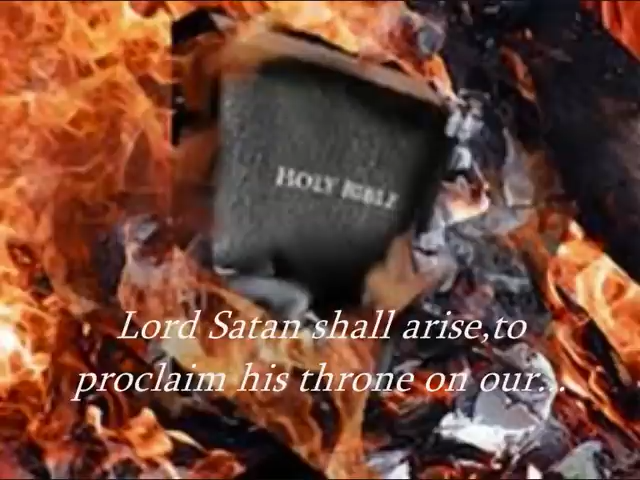 HOLY BIBLE
Lord Satan shall arise,to
proclaim his throne on our...